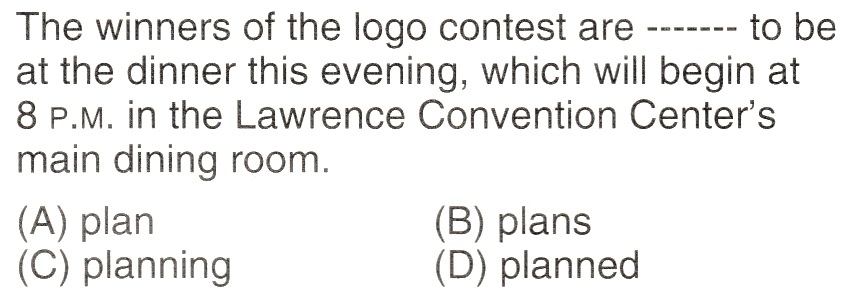 The winners of the logo contest are ------- to be
at the dinner this evening, which will begin at
8 P.M. in the Lawrence Convention Center's
main dining room.
(A) plan (B) plans
(C) planning (D) planned